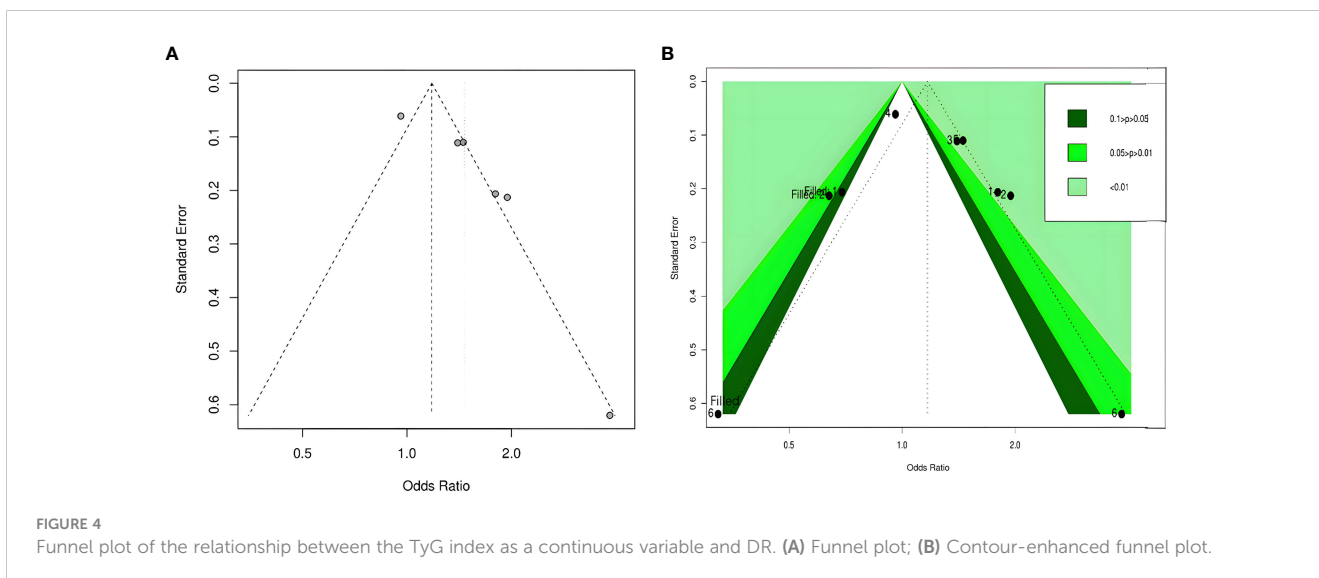 A
B
0.0
0.1
0.2
0.3
0.4
0.5
0.6
Standard Error
0.5
1.0
2.0
Odds Ratio
0.0
0.1
0.2
0.3
0.4
0.5
0.6
Standard Error
4
Filled: 1
Filled: 2
1
2
Filled
6
6
0.5
1.0
2.0
Odds Ratio
0.1>p>0.05
0.05>p>0.01
<0.01
FIGURE 4
Funnel plot of the relationship between the TyG index as a continuous variable and DR. (A) Funnel plot; (B) Contour-enhanced funnel plot.